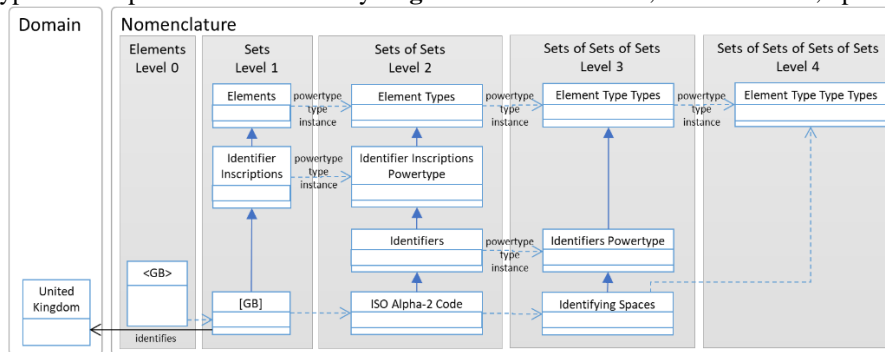 Domain
Nomenclature
Elements
Level 0
Sets
Level 1
Sets of Sets
Level 2
Sets of Sets of Sets
Level 3
Sets of Sets of Sets of Sets
Level 4
Elements
powertype
type
instance
Element Types
powertype
type
instance
Element Type Types
powertype
type
instance
Element Type Type Types
Identifier
Inscriptions
powertype
type
instance
Identifier Inscriptions
Powertype
Identifiers
powertype
type
instance
Identifiers Powertype
United
Kingdom
<GB>
[GB]
ISO Alpha-2 Code
Identifying Spaces
identifies